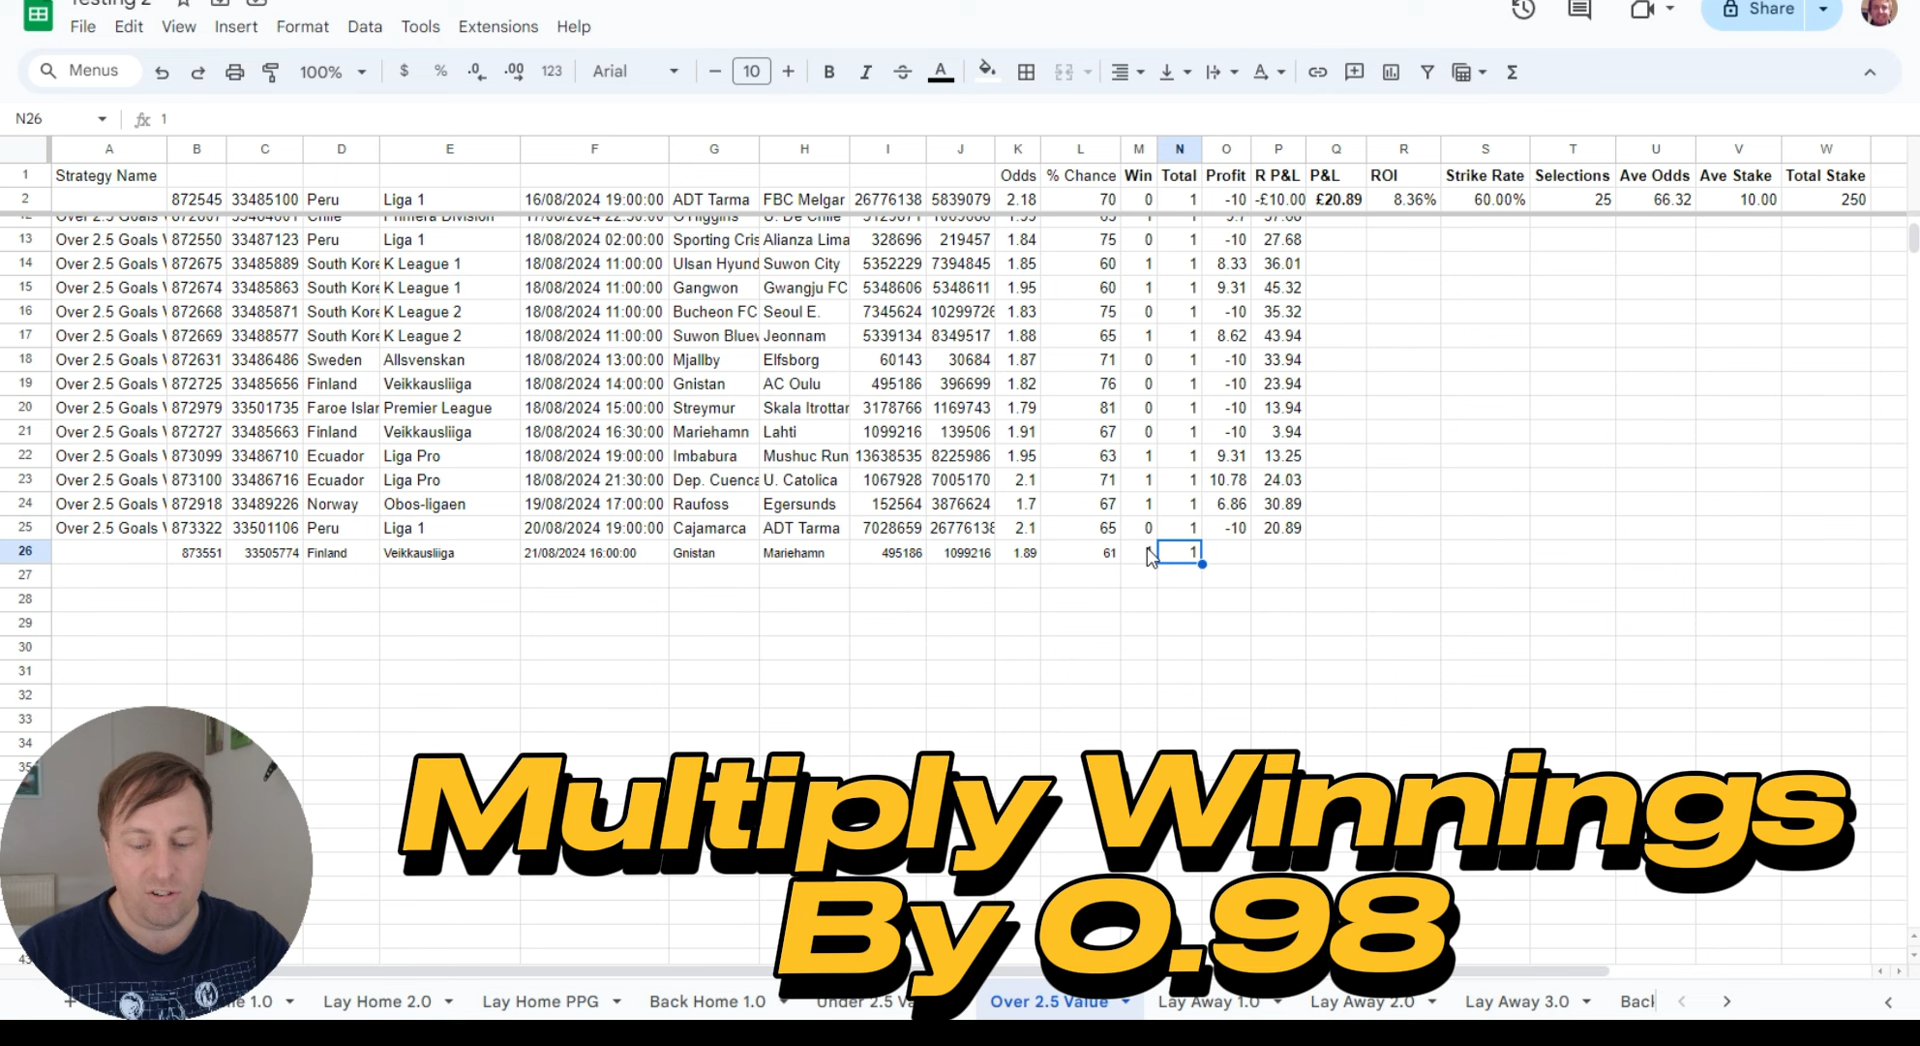 Testing 2
File Edit View Insert Format Data Tools Extensions Help
Share
Menus 100% $ % .0 .00 123 Arial 10 B I A
N26 fx 1
A B C D E F G H I J K L M N O P Q R S T U V W
1 Strategy Name Odds % Chance Win Total Profit R P&L P&L ROI Strike Rate Selections Ave Odds Ave Stake Total Stake
2 872545 33485100 Peru Liga 1 16/08/2024 19:00:00 ADT Tarma FBC Melgar 26776138 5839079 2.18 70 0 1 -10 -£10.00 £20.89 8.36% 60.00% 25 66.32 10.00 250
13 Over 2.5 Goals 872550 33487123 Peru Liga 1 18/08/2024 02:00:00 Sporting Cris Alianza Lima 328696 219457 1.84 75 0 1 -10 27.68
14 Over 2.5 Goals 872675 33485889 South Kore K League 1 18/08/2024 11:00:00 Ulsan Hyund Suwon City 5352229 7394845 1.85 60 1 1 8.33 36.01
15 Over 2.5 Goals 872674 33485863 South Kore K League 1 18/08/2024 11:00:00 Gangwon Gwangju FC 5348606 5348611 1.95 60 1 1 9.31 45.32
16 Over 2.5 Goals 872668 33485871 South Kore K League 2 18/08/2024 11:00:00 Bucheon FC Seoul E. 7345624 10299726 1.83 75 0 1 -10 35.32
17 Over 2.5 Goals 872669 33488577 South Kore K League 2 18/08/2024 11:00:00 Suwon Bluew Jeonnam 5339134 8349517 1.88 65 1 1 8.62 43.94
18 Over 2.5 Goals 872631 33486486 Sweden Allsvenskan 18/08/2024 13:00:00 Mjallby Elfsborg 60143 30684 1.87 71 0 1 -10 33.94
19 Over 2.5 Goals 872725 33485656 Finland Veikkausliiga 18/08/2024 14:00:00 Gnistan AC Oulu 495186 396699 1.82 76 0 1 -10 23.94
20 Over 2.5 Goals 872979 33501735 Faroe Islar Premier League 18/08/2024 15:00:00 Streymur Skala Itrottar 3178766 1169743 1.79 81 0 1 -10 13.94
21 Over 2.5 Goals 872727 33485663 Finland Veikkausliiga 18/08/2024 16:30:00 Mariehamn Lahti 1099216 139506 1.91 67 0 1 -10 3.94
22 Over 2.5 Goals 873099 33486710 Ecuador Liga Pro 18/08/2024 19:00:00 Imbabura Mushuc Run 13638535 8225986 1.95 63 1 1 9.31 13.25
23 Over 2.5 Goals 873100 33486716 Ecuador Liga Pro 18/08/2024 21:30:00 Dep. Cuenca U. Catolica 1067928 7005170 2.1 71 1 1 10.78 24.03
24 Over 2.5 Goals 872918 33489226 Norway Obos-ligaen 19/08/2024 17:00:00 Raufoss Egersunds 152564 3876624 1.7 67 1 1 6.86 30.89
25 Over 2.5 Goals 873322 33501106 Peru Liga 1 20/08/2024 19:00:00 Cajamarca ADT Tarma 7028659 26776138 2.1 65 0 1 -10 20.89
26 873551 33505774 Finland Veikkausliiga 21/08/2024 16:00:00 Gnistan Mariehamn 495186 1099216 1.89 61 1
27
28
29
30
31
32
33
34
Multiply Winnings
By 0.98
1.0 Lay Home 2.0 Lay Home PPG Back Home 1.0 Under 2.5 Over 2.5 Value Lay Away 1.0 Lay Away 2.0 Lay Away 3.0 Back